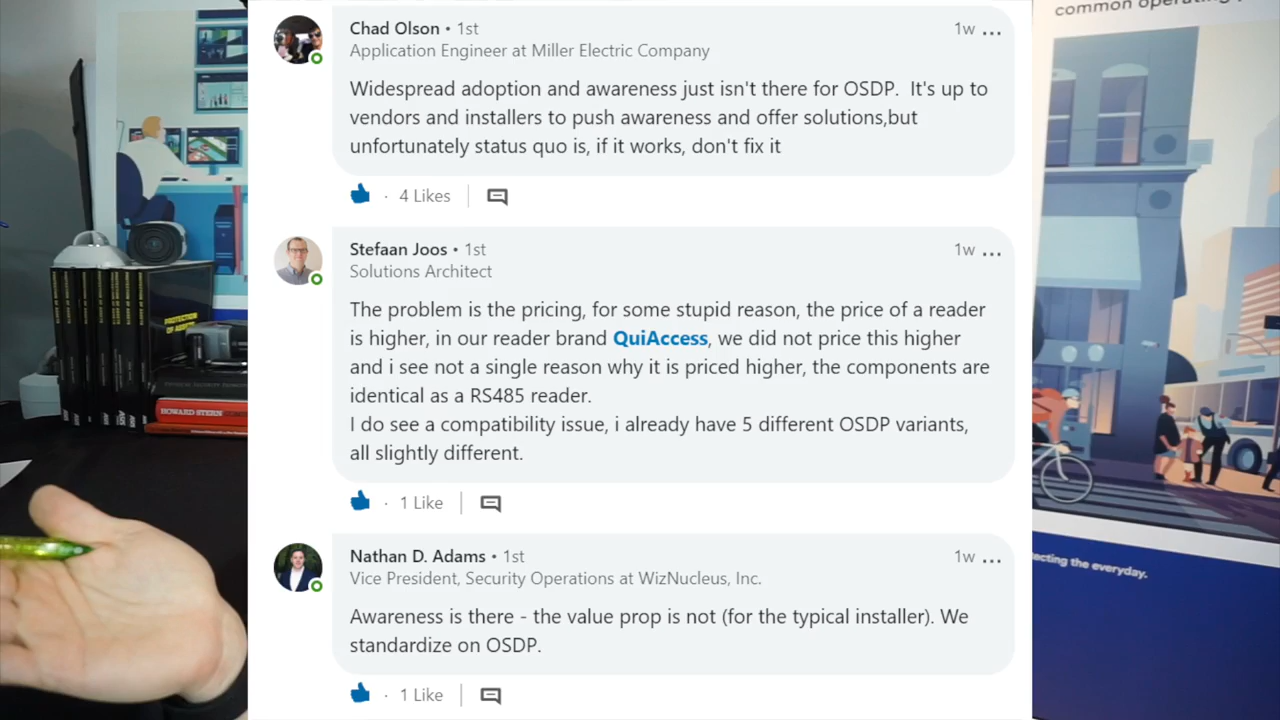 common operating
Chad Olson • 1st
1w ...
Application Engineer at Miller Electric Company
Widespread adoption and awareness just isn't there for OSDP. It's up to
vendors and installers to push awareness and offer solutions,but
unfortunately status quo is, if it works, don't fix it
· 4 Likes
Stefaan Joos • 1st
1w ...
Solutions Architect
The problem is the pricing, for some stupid reason, the price of a reader
is higher, in our reader brand QuiAccess, we did not price this higher
and i see not a single reason why it is priced higher, the components are
identical as a RS485 reader.
I do see a compatibility issue, i already have 5 different OSDP variants,
all slightly different.
· 1 Like
Nathan D. Adams • 1st
1w ...
Vice President, Security Operations at WizNucleus, Inc.
Awareness is there - the value prop is not (for the typical installer). We
standardize on OSDP.
· 1 Like
PROTECTION
OF ASSETS
HOWARD STERN
ecting the everyday.